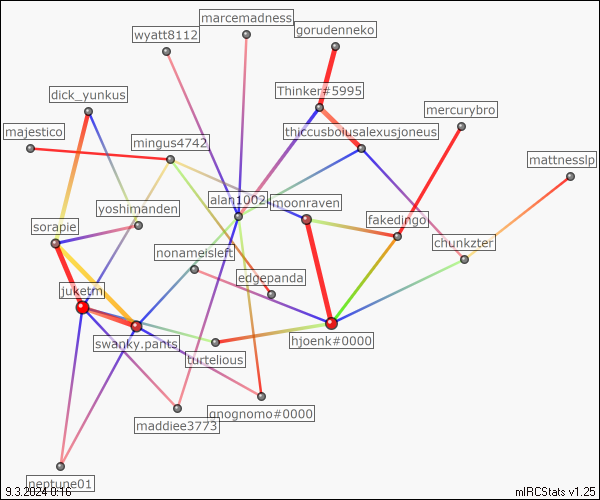 marcemadness
wyatt8112
gorudenneko
Thinker#5995
dick_yunkus
mercurybro
majestico
mingus4742
thiccusbolusalexusjoneus
mattnesslp
yoshimanden
alan1002
moonraven
sorapie
fakedingo
chunkzter
nonameisleft
edgepanda
juketm
swanky.pants
hjoenk#0000
turtelious
gnognomo#0000
maddiee3773
neptune01
9.3.2024 0:16
mIRCStats v1.25